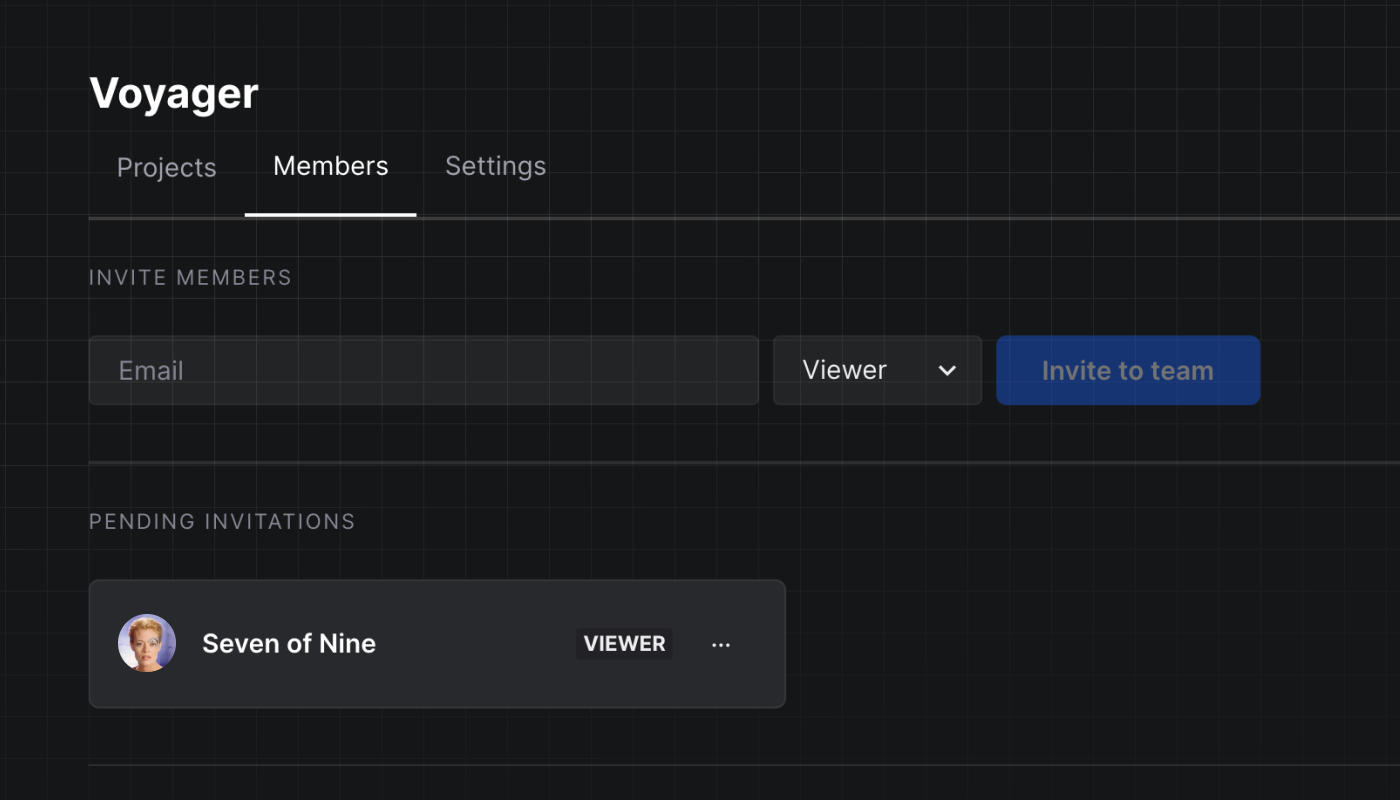 Voyager
Projects Members Settings
INVITE MEMBERS
Email Viewer Invite to team
PENDING INVITATIONS
Seven of Nine VIEWER ...